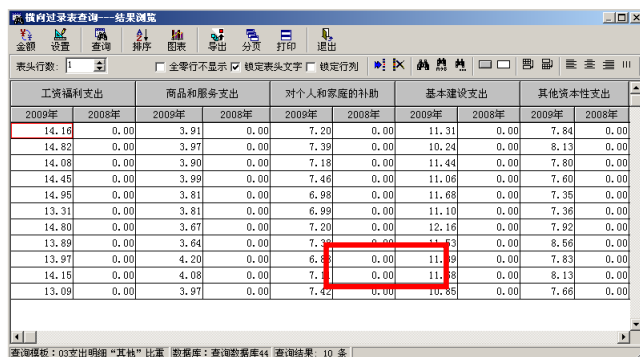 横向过录表查询---结果浏览
金额 设置 查询 排序 图表 导出 分页 打印 退出
表头行数: 1 全零行不显示 锁定表头文字 锁定行列
工资福利支出 商品和服务支出 对个人和家庭的补助 基本建设支出 其他资本性支出
2009年 2008年 2009年 2008年 2009年 2008年 2009年 2008年 2009年 2008年
14.16 0.00 3.91 0.00 7.20 0.00 11.31 0.00 7.84 0.00
14.82 0.00 3.97 0.00 7.39 0.00 10.24 0.00 8.13 0.00
14.08 0.00 3.90 0.00 7.18 0.00 11.44 0.00 7.80 0.00
14.45 0.00 3.99 0.00 7.46 0.00 11.06 0.00 7.60 0.00
14.95 0.00 3.81 0.00 6.98 0.00 11.68 0.00 7.35 0.00
13.31 0.00 3.81 0.00 6.99 0.00 11.10 0.00 7.36 0.00
14.80 0.00 3.67 0.00 7.20 0.00 12.16 0.00 7.92 0.00
13.89 0.00 3.64 0.00 0.00 0.00 8.56 0.00
13.97 0.00 4.20 0.00 0.00 0.00 7.83 0.00
14.15 0.00 4.08 0.00 0.00 0.00 8.13 0.00
13.09 0.00 3.97 0.00 7.42 0.00 10.85 0.00 7.66 0.00
查询模板：03支出明细“其他”比重 数据库：查询数据库44 查询结果: 10 条